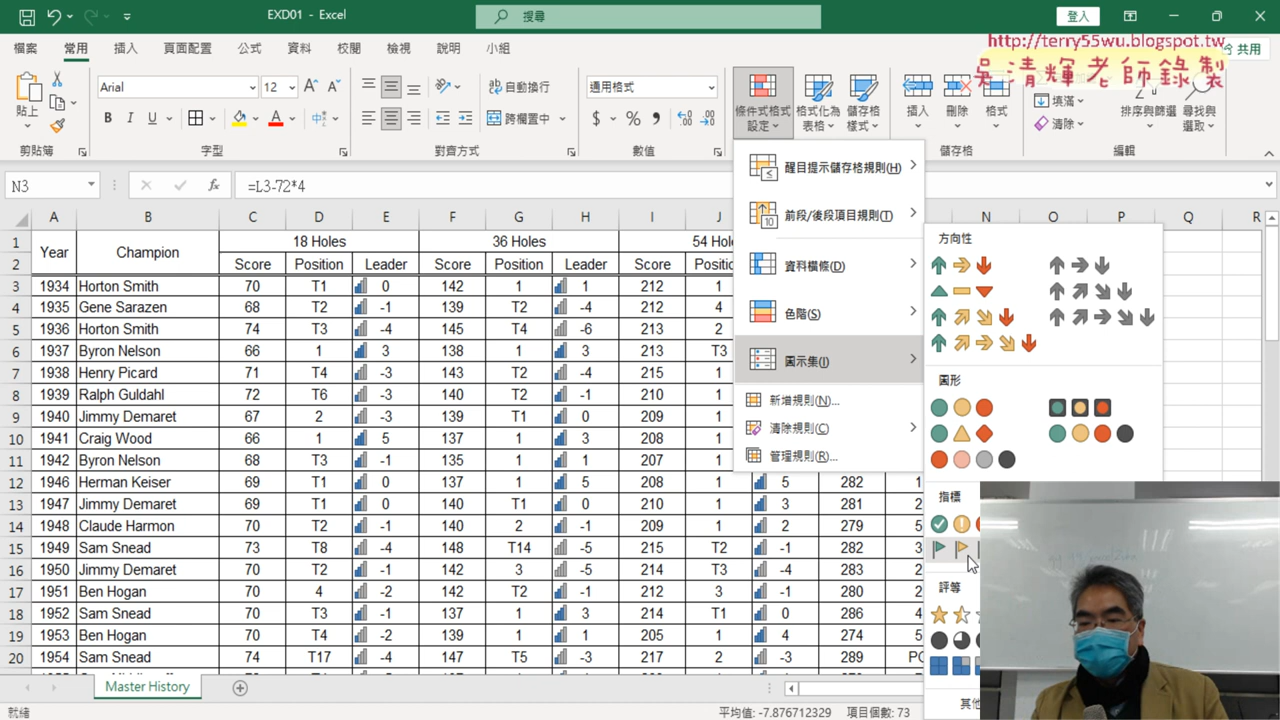 EXD01 - Excel
搜尋
登入
http://terry55wu.blogspot.tw
檔案 常用 插入 頁面配置 公式 資料 校閱 檢視 說明 小組
共用
吳清輝老師錄製
貼上
Arial 12
B I U
自動換行
跨欄置中
通用格式
$ % ,
條件式格式設定
格式化為表格
儲存格樣式
插入 刪除 格式
填滿
清除
排序與篩選 尋找與選取
剪貼簿 字型 對齊方式 數值 儲存格 編輯
N3
fx
=L3-72*4
A B C D E F G H I J N O P Q R
1 Year Champion 18 Holes 36 Holes
2 Score Position Leader Score Position Leader Score
3 1934 Horton Smith 70 T1 0 142 1 1 212 1
4 1935 Gene Sarazen 68 T2 -1 139 T2 -4 212 4
5 1936 Horton Smith 74 T3 -4 145 T4 -6 213 2
6 1937 Byron Nelson 66 1 3 138 1 3 213 T3
7 1938 Henry Picard 71 T4 -3 143 T2 -4 215 1
8 1939 Ralph Guldahl 72 T6 -3 140 T2 -1 210 1
9 1940 Jimmy Demaret 67 2 -3 139 T1 0 209 1
10 1941 Craig Wood 66 1 5 137 1 3 208 1
11 1942 Byron Nelson 68 T3 -1 135 1 1 207 1
12 1946 Herman Keiser 69 T1 0 137 1 5 208 1 5 282
13 1947 Jimmy Demaret 69 T1 0 140 T1 0 210 1 3 281
14 1948 Claude Harmon 70 T2 -1 140 2 -1 209 1 2 279
15 1949 Sam Snead 73 T8 -4 148 T14 -5 215 T2 -1 282
16 1950 Jimmy Demaret 70 T2 -1 142 3 -5 214 T3 -4 283
17 1951 Ben Hogan 70 4 -2 142 T2 -1 212 3 -1 280
18 1952 Sam Snead 70 T3 -1 137 1 3 214 T1 0 286
19 1953 Ben Hogan 70 T4 -2 139 1 1 205 1 4 274
20 1954 Sam Snead 74 T17 -4 147 T5 -3 217 2 -3 289
醒目提示儲存格規則(H)
前段/後段項目規則(T)
資料橫條(D)
色階(S)
圖示集(I)
新增規則(N)...
清除規則(C)
管理規則(R)...
方向性
圖形
指標
評等
Master History
就緒
平均值: -7.876712329 項目個數: 73